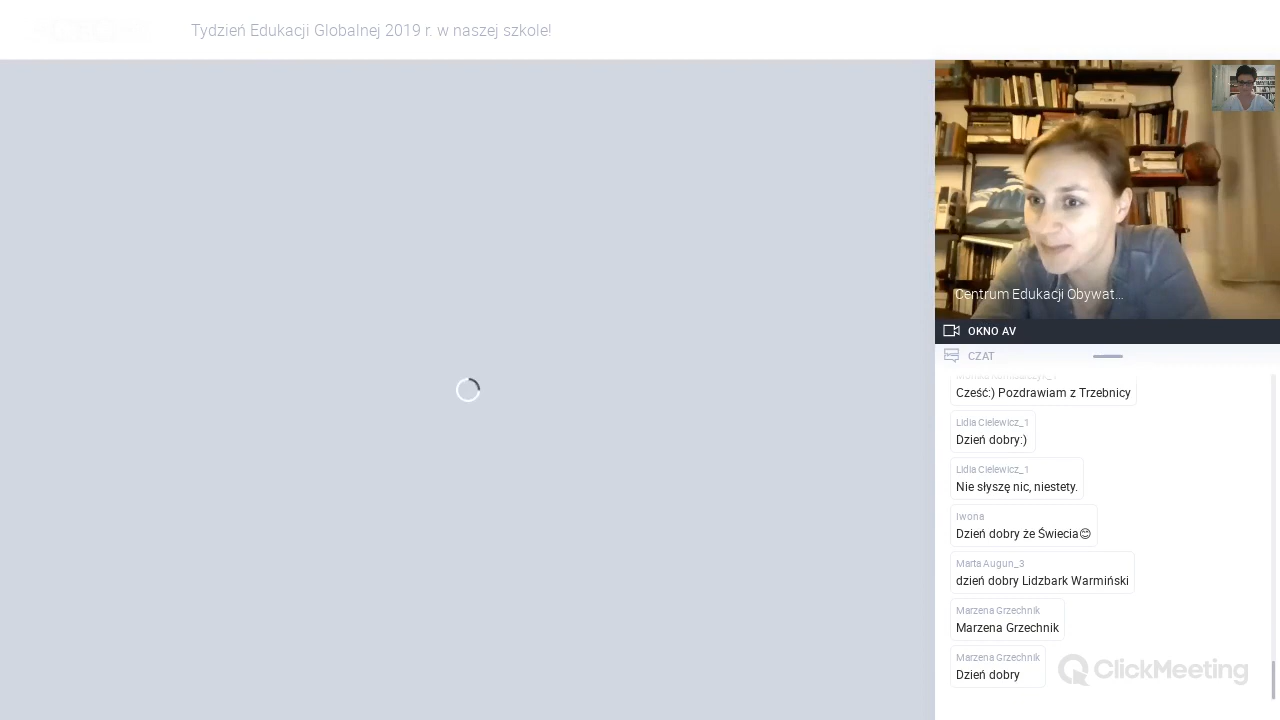 Tydzień Edukacji Globalnej 2019 r. w naszej szkole!
Centrum Edukacji Obywat...
OKNO AV
CZAT
Cześć:) Pozdrawiam z Trzebnicy
Lidia Cielewicz_1
Dzień dobry:)
Lidia Cielewicz_1
Nie słyszę nic, niestety.
Iwona
Dzień dobry że Świecia😊
Marta Augun_3
dzień dobry Lidzbark Warmiński
Marzena Grzechnik
Marzena Grzechnik
Marzena Grzechnik
Dzień dobry
ClickMeeting